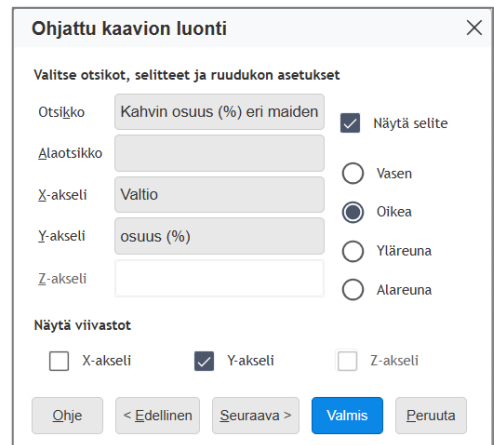 Ohjattu kaavion luonti
Valitse otsikot, selitteet ja ruudukon asetukset
Otsikko Kahvin osuus (%) eri maiden
Näytä selite
Alaotsikko
Vasen
X-akseli Valtio
Oikea
Y-akseli osuus (%)
Yläreuna
Z-akseli
Alareuna
Näytä viivastot
X-akseli Y-akseli Z-akseli
Ohje < Edellinen Seuraava > Valmis Peruuta